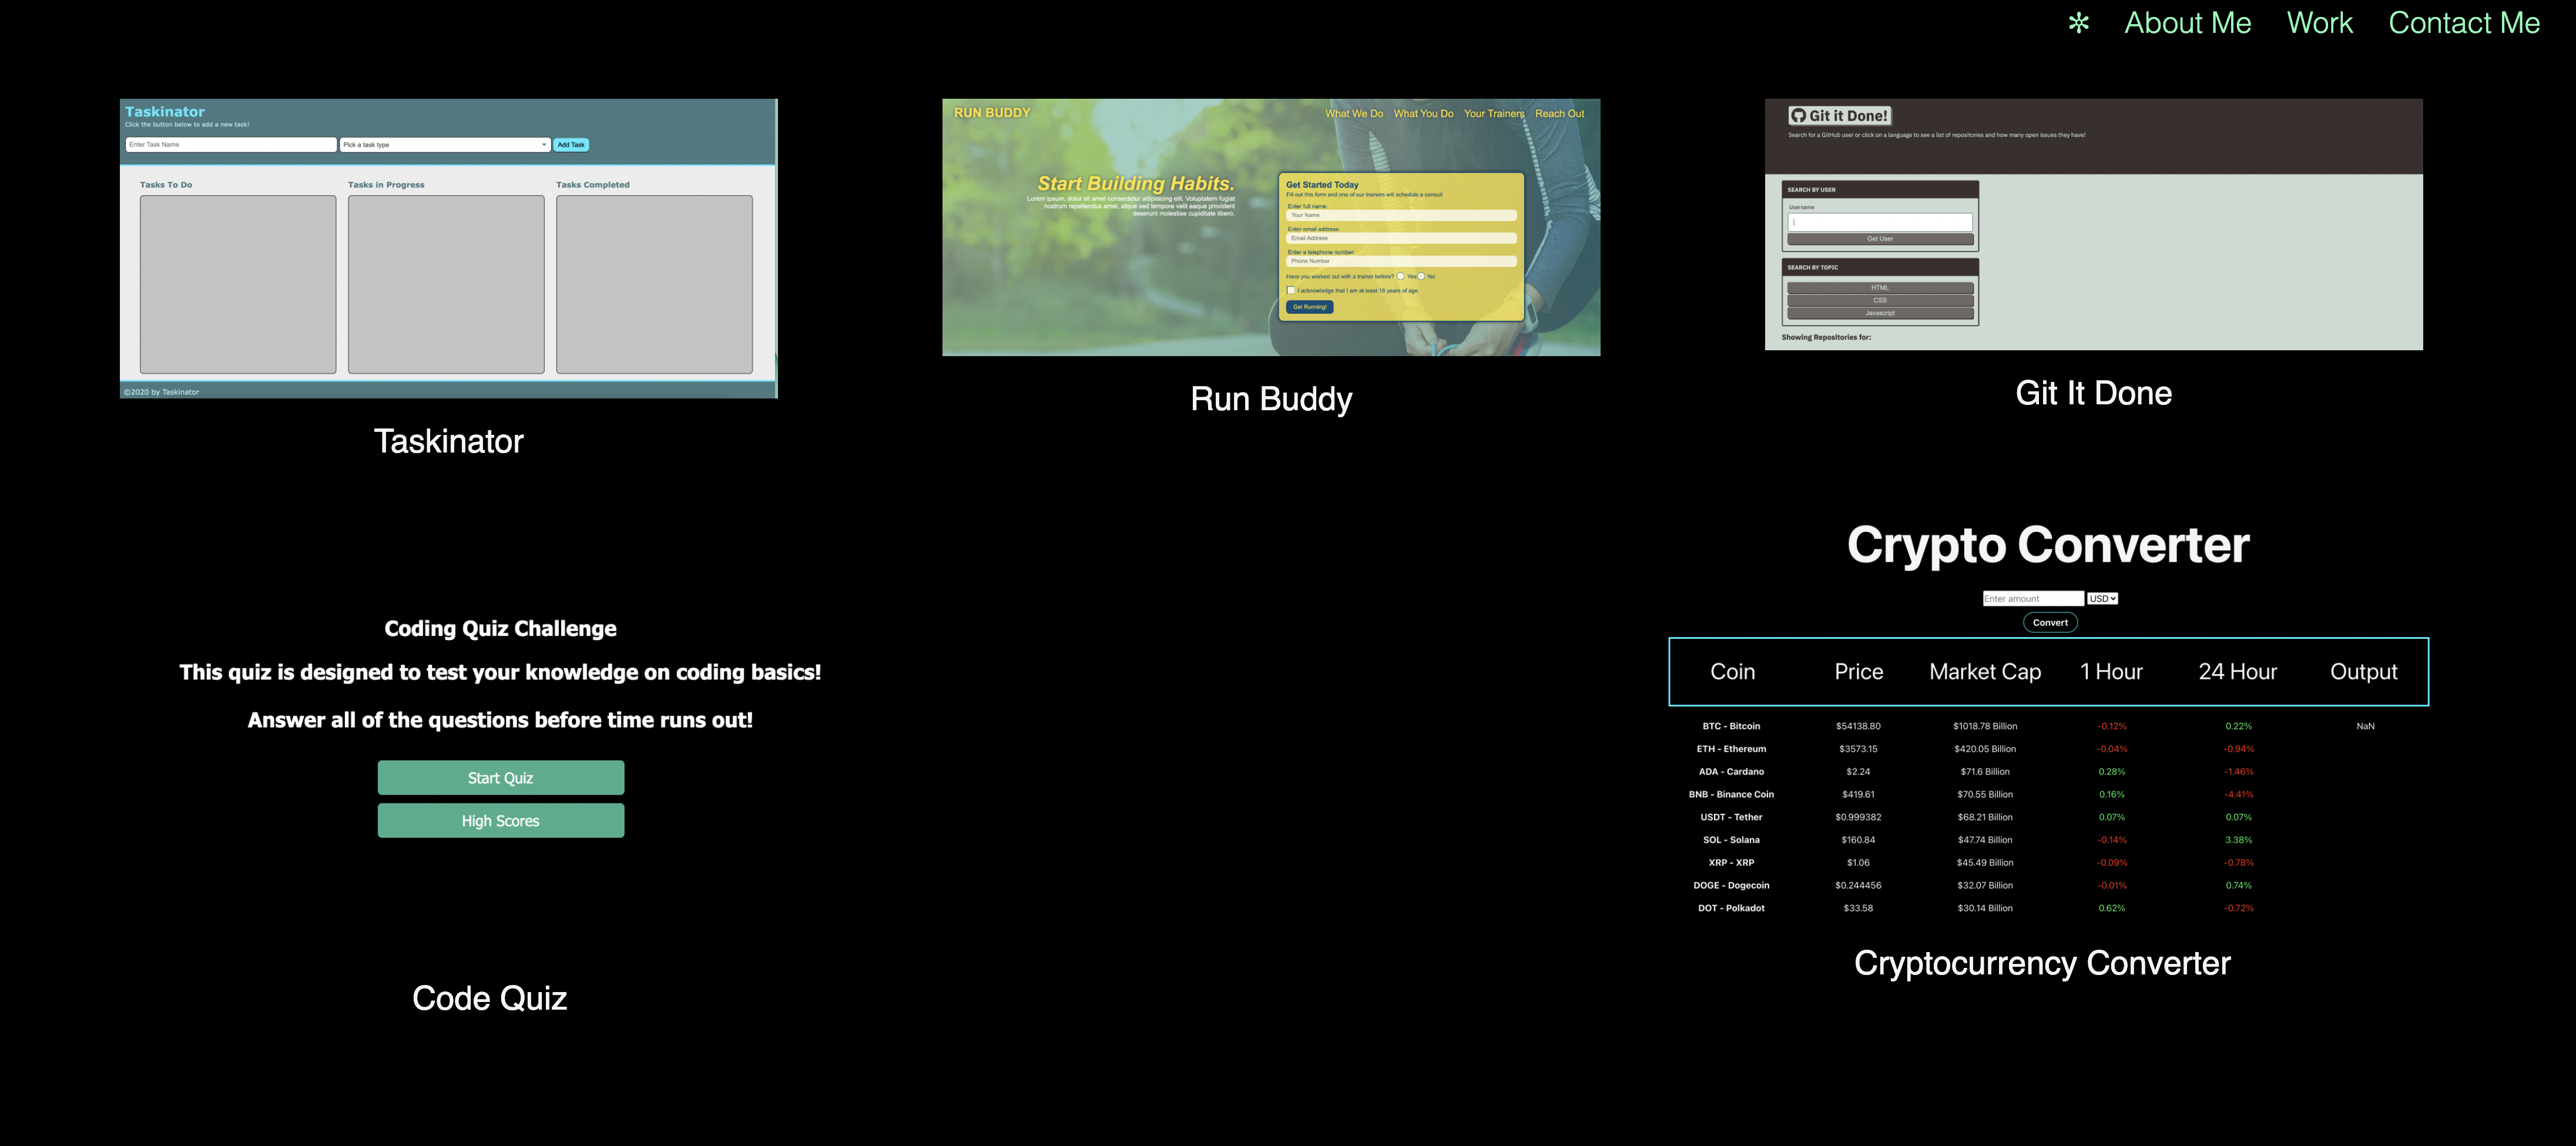 ✲ About Me Work Contact Me
Taskinator
Click the button below to add a new task!
Enter Task Name Pick a task type Add Task
Tasks To Do Tasks in Progress Tasks Completed
©2020 by Taskinator
Taskinator
RUN BUDDY What We Do What You Do Your Trainers Reach Out
Start Building Habits.
Lorem ipsum, dolor sit amet consectetur adipisicing elit. Voluptatem fugiat
nostrum repellendus amet, atque sed tempore velit eaque provident
deserunt molestiae cupiditate libero.
Get Started Today
Fill out this form and one of our trainers will schedule a consult
Enter full name:
Your Name
Enter email address:
Email Address
Enter a telephone number:
Phone Number
Have you worked out with a trainer before? Yes No
I acknowledge that I am at least 18 years of age.
Get Running!
Run Buddy
Git it Done!
Search for a GitHub user or click on a language to see a list of repositories and how many open issues they have!
SEARCH BY USER
Username
Get User
SEARCH BY TOPIC
HTML
CSS
Javascript
Showing Repositories for:
Git It Done
Coding Quiz Challenge
This quiz is designed to test your knowledge on coding basics!
Answer all of the questions before time runs out!
Start Quiz
High Scores
Code Quiz
Crypto Converter
Enter amount USD
Convert
Coin Price Market Cap 1 Hour 24 Hour Output
BTC - Bitcoin $54138.80 $1018.78 Billion -0.12% 0.22% NaN
ETH - Ethereum $3573.15 $420.05 Billion -0.04% -0.94%
ADA - Cardano $2.24 $71.6 Billion 0.28% -1.46%
BNB - Binance Coin $419.61 $70.55 Billion 0.16% -4.41%
USDT - Tether $0.999382 $68.21 Billion 0.07% 0.07%
SOL - Solana $160.84 $47.74 Billion -0.14% 3.38%
XRP - XRP $1.06 $45.49 Billion -0.09% -0.78%
DOGE - Dogecoin $0.244456 $32.07 Billion -0.01% 0.74%
DOT - Polkadot $33.58 $30.14 Billion 0.62% -0.72%
Cryptocurrency Converter